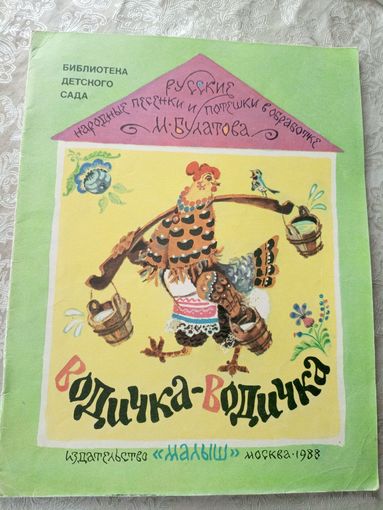 БИБЛИОТЕКА
ДЕТСКОГО
САДА
РУССКИЕ
НАРОДНЫЕ ПЕСЕНКИ И ПОТЕШКИ В ОБРАБОТКЕ
М·БУЛАТОВА
ВОДИЧКА-ВОДИЧКА
ИЗДАТЕЛЬСТВО «МАЛЫШ» МОСКВА·1988